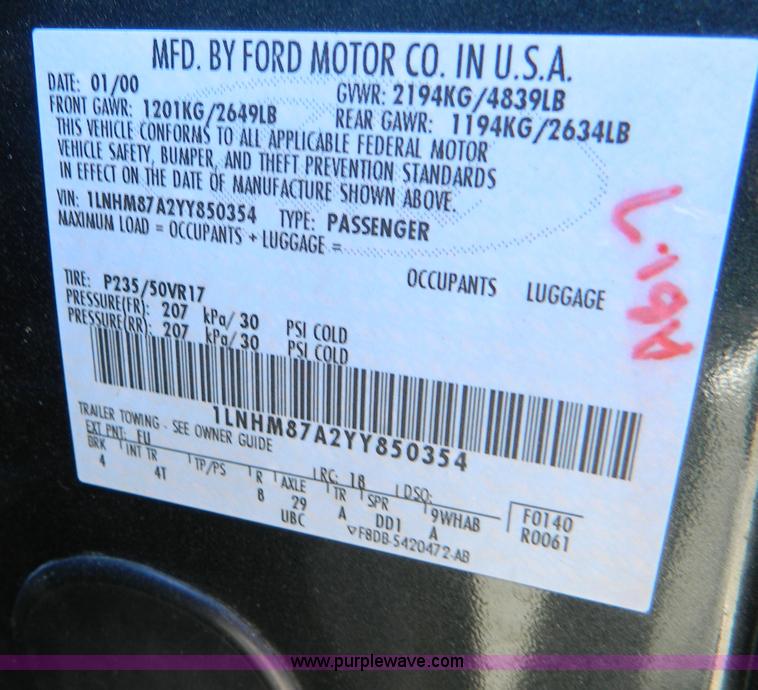 MFD. BY FORD MOTOR CO. IN U.S.A.
DATE: 01/00 GVWR: 2194KG/4839LB
FRONT GAWR: 1201KG/2649LB REAR GAWR: 1194KG/2634LB
THIS VEHICLE CONFORMS TO ALL APPLICABLE FEDERAL MOTOR
VEHICLE SAFETY, BUMPER, AND THEFT PREVENTION STANDARDS
IN EFFECT ON THE DATE OF MANUFACTURE SHOWN ABOVE.
VIN: 1LNHM87A2YY850354 TYPE: PASSENGER
MAXIMUM LOAD = OCCUPANTS + LUGGAGE =
OCCUPANTS LUGGAGE
TIRE: P235/50VR17
PRESSURE(FR): 207 kPa/ 30 PSI COLD
PRESSURE(RR): 207 kPa/ 30 PSI COLD
1LNHM87A2YY850354
TRAILER TOWING - SEE OWNER GUIDE
EXT PNT: FU RC: 18 DSO:
BRK INT TR TP/PS R AXLE TR SPR 9WHAB F0140
4 4T B 29 A DD1 A R0061
UBC ▽F8DB-5420472-AB
www.purplewave.com